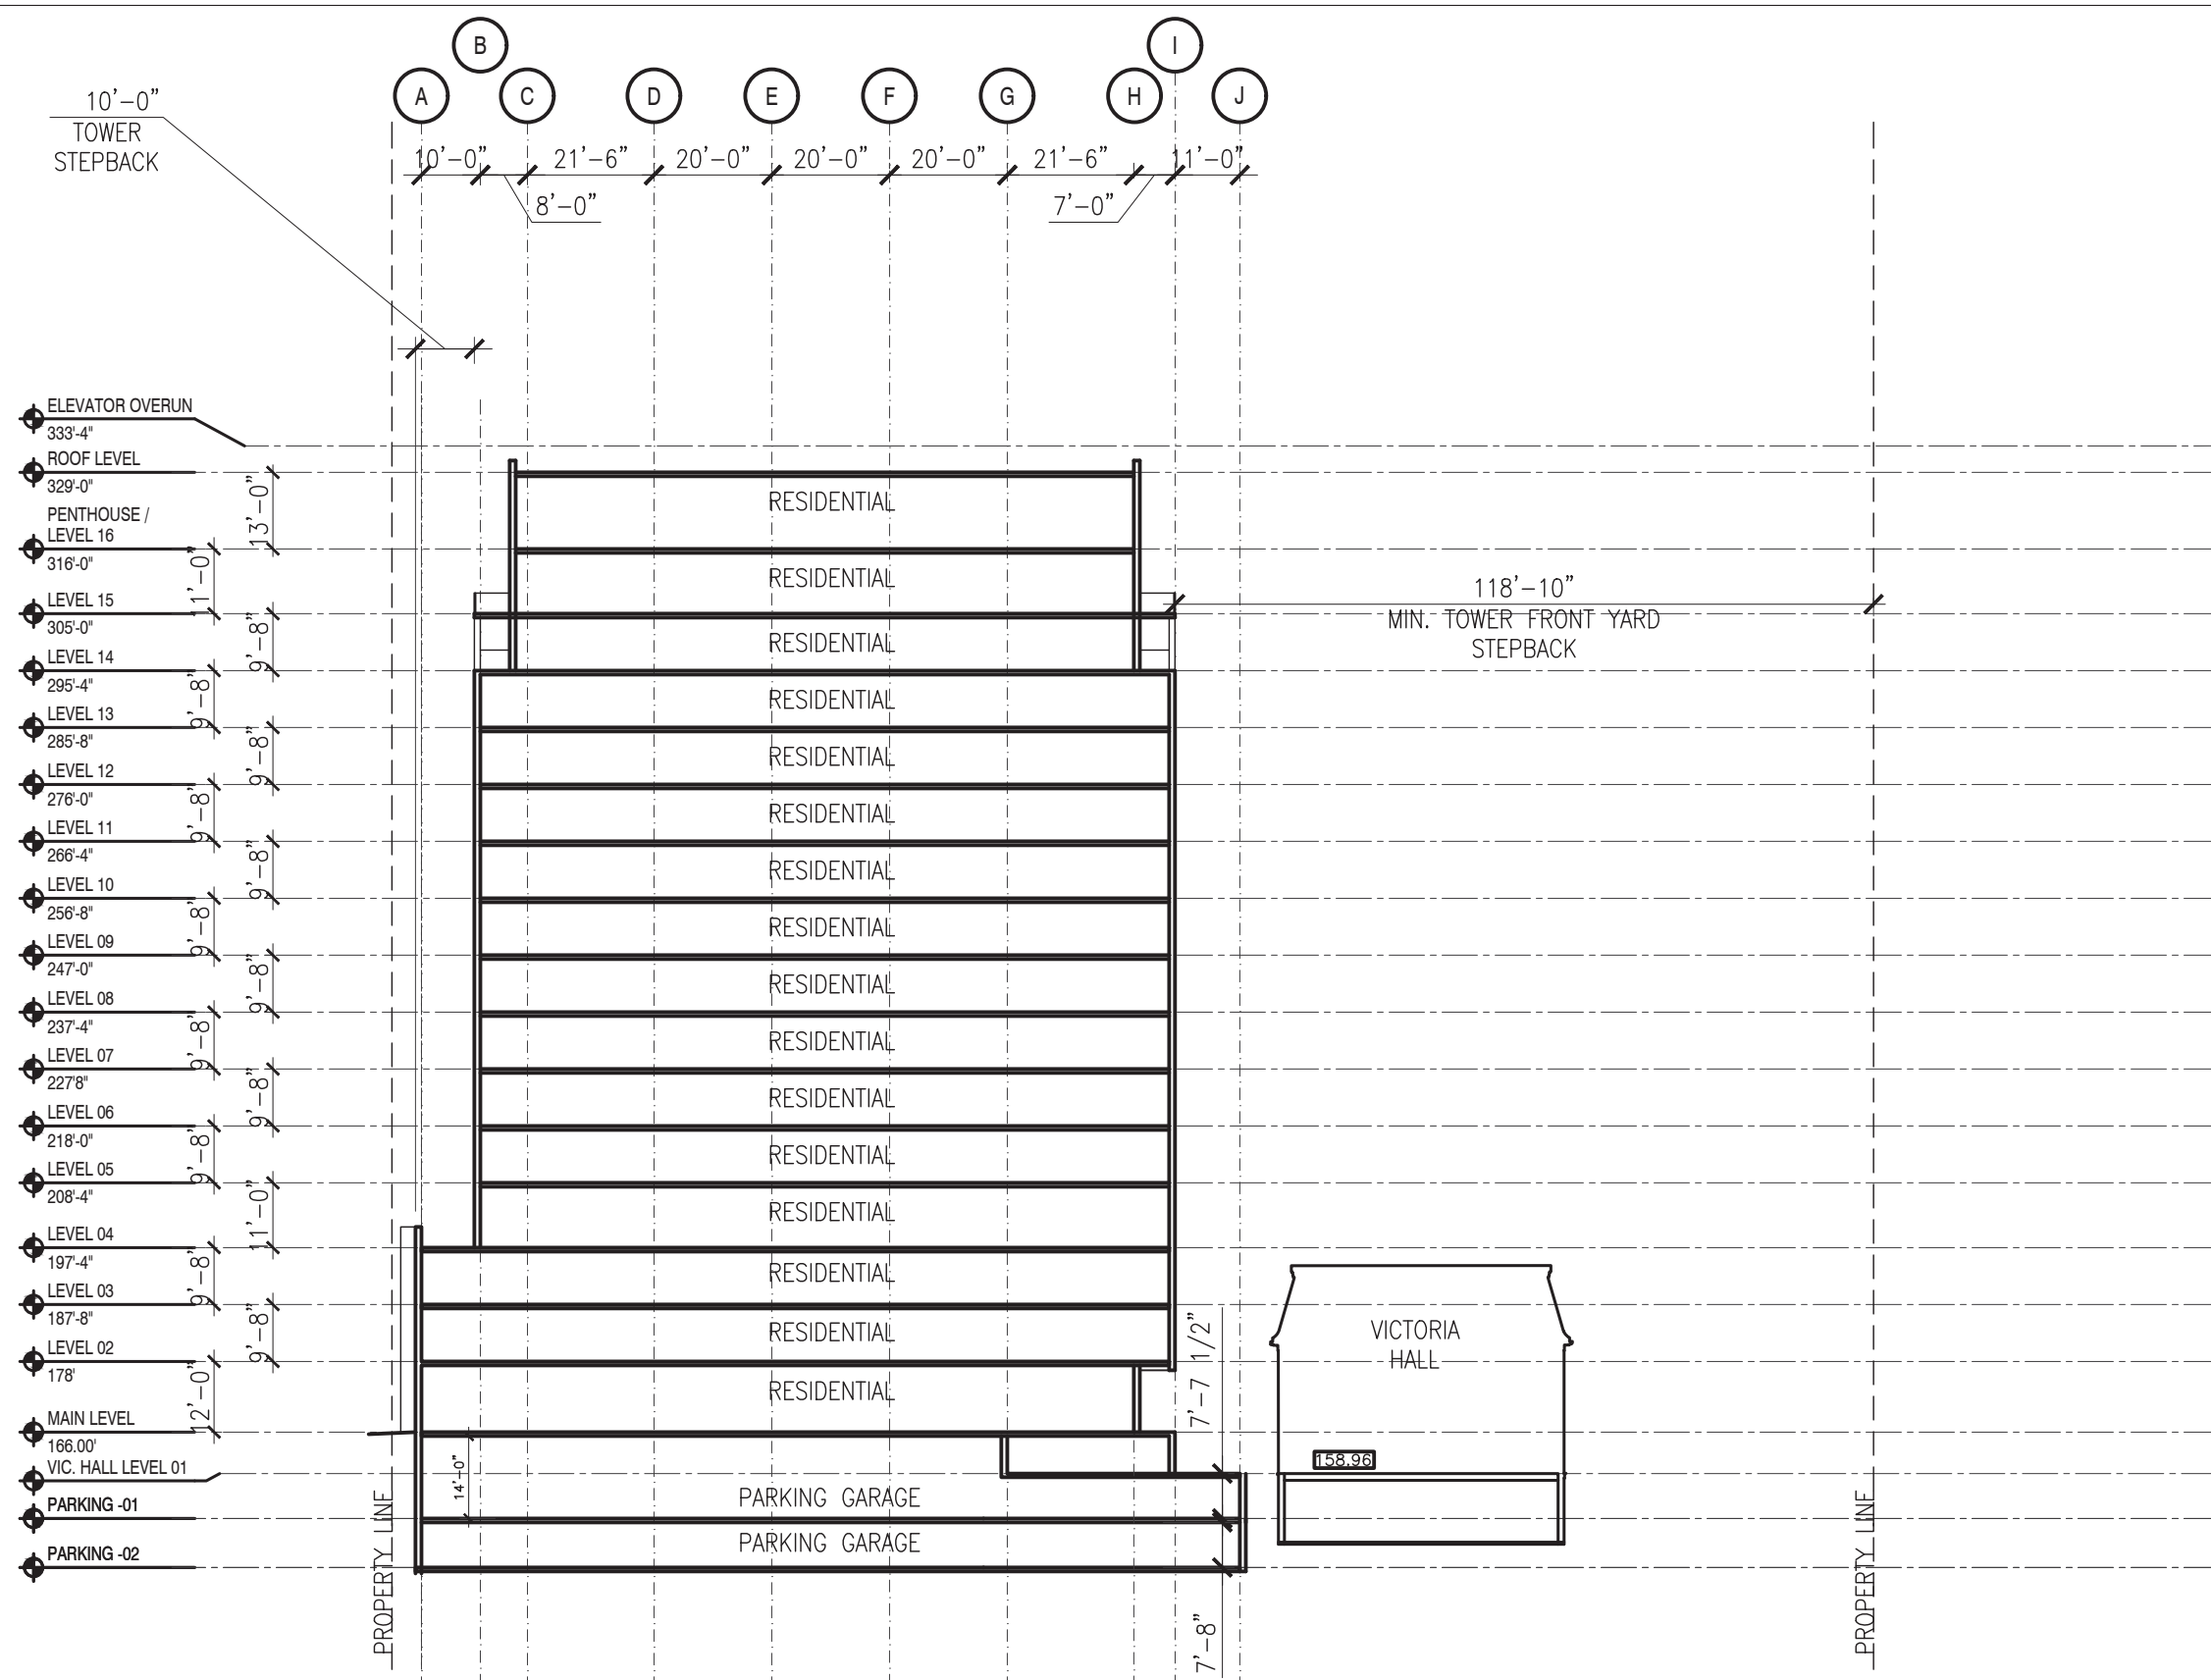 B
I
A
C
D
E
F
G
H
J
10'-0"
TOWER
STEPBACK
10'-0"
21'-6"
20'-0"
20'-0"
20'-0"
21'-6"
11'-0"
8'-0"
7'-0"
ELEVATOR OVERUN
333'-4"
ROOF LEVEL
329'-0"
13'-0"
RESIDENTIAL
PENTHOUSE /
LEVEL 16
316'-0"
11'-0"
RESIDENTIAL
LEVEL 15
305'-0"
9'-8"
RESIDENTIAL
118'-10"
MIN. TOWER FRONT YARD
STEPBACK
LEVEL 14
295'-4"
9'-8"
RESIDENTIAL
LEVEL 13
285'-8"
9'-8"
RESIDENTIAL
LEVEL 12
276'-0"
9'-8"
RESIDENTIAL
LEVEL 11
266'-4"
9'-8"
RESIDENTIAL
LEVEL 10
256'-8"
9'-8"
RESIDENTIAL
LEVEL 09
247'-0"
9'-8"
RESIDENTIAL
LEVEL 08
237'-4"
9'-8"
RESIDENTIAL
LEVEL 07
227'8"
9'-8"
RESIDENTIAL
LEVEL 06
218'-0"
9'-8"
RESIDENTIAL
LEVEL 05
208'-4"
11'-0"
RESIDENTIAL
LEVEL 04
197'-4"
9'-8"
RESIDENTIAL
LEVEL 03
187'-8"
9'-8"
RESIDENTIAL
7'-7 1/2"
VICTORIA
HALL
LEVEL 02
178'
12'-0"
RESIDENTIAL
MAIN LEVEL
166.00'
158.96
VIC. HALL LEVEL 01
14'-0"
PARKING GARAGE
PARKING -01
PARKING GARAGE
PARKING -02
PROPERTY LINE
7'-8"
PROPERTY LINE